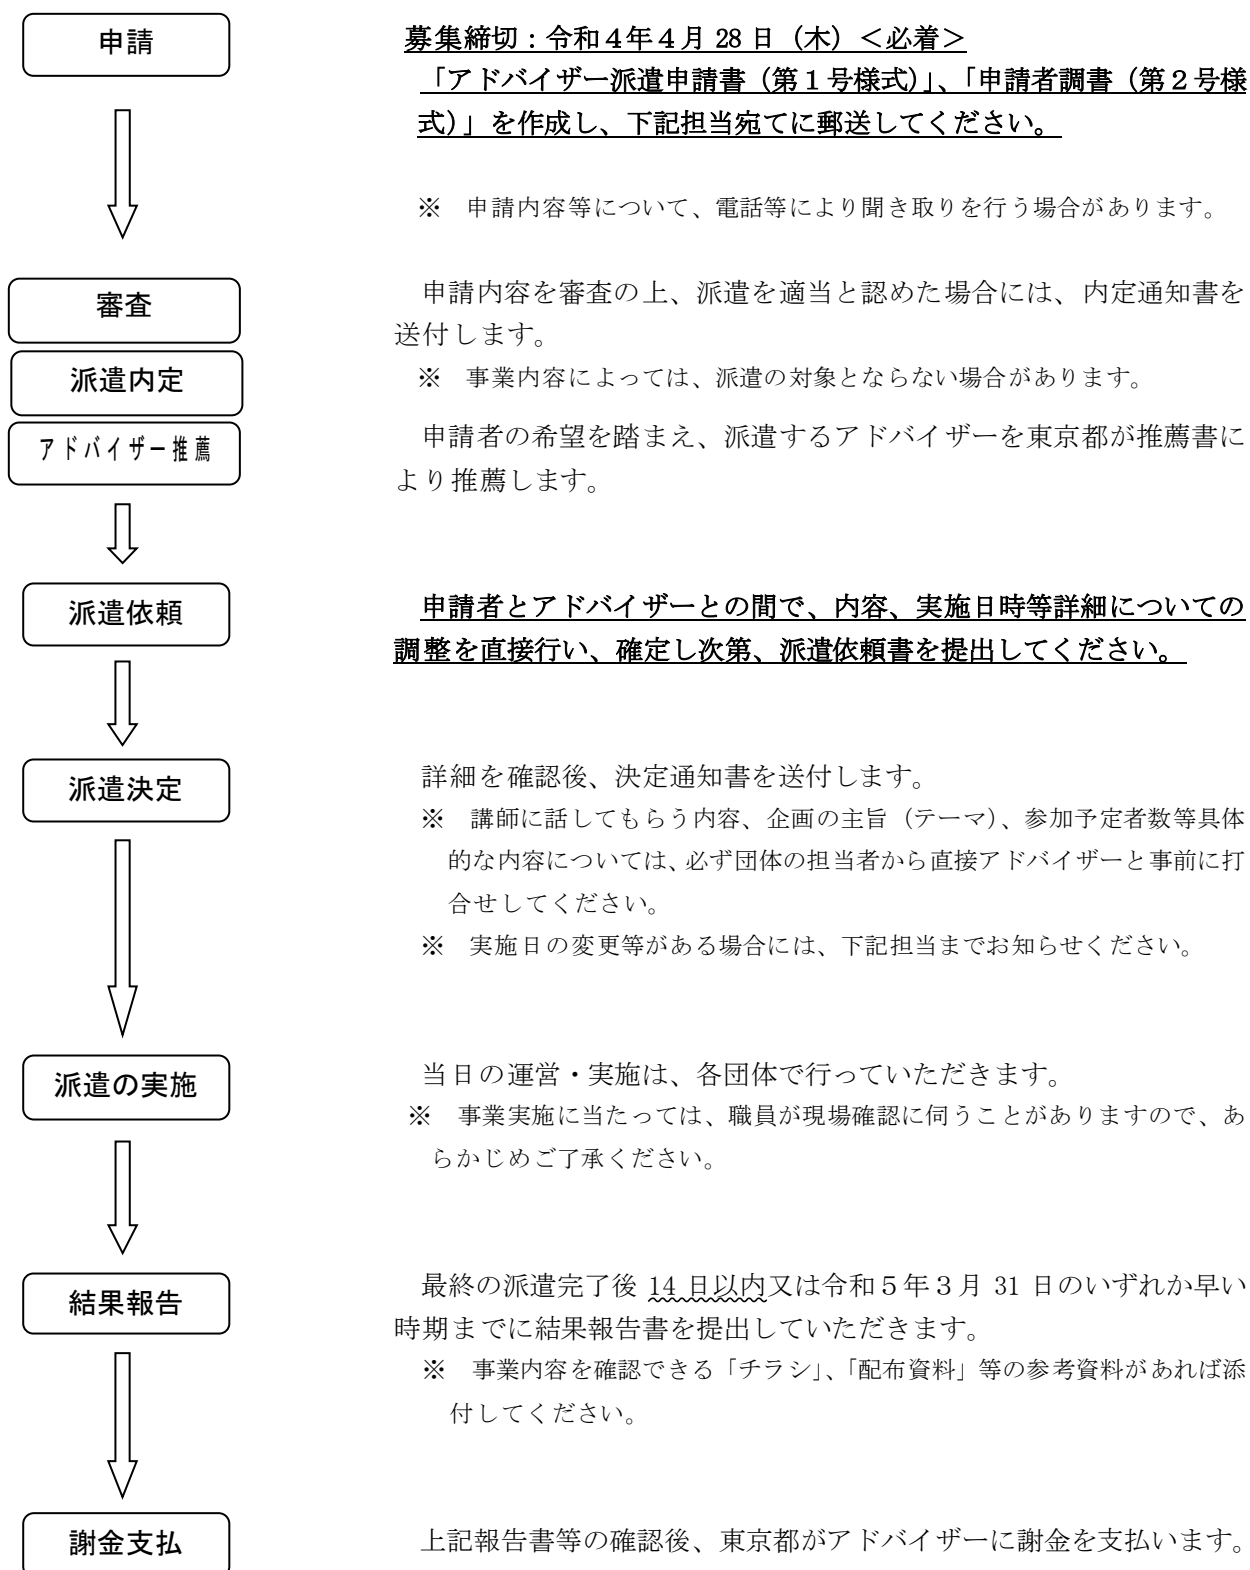 申請
募集締切：令和４年４月 28 日（木）＜必着＞
「アドバイザー派遣申請書（第１号様式）」、「申請者調書（第２号様
式）」を作成し、下記担当宛てに郵送してください。
※　申請内容等について、電話等により聞き取りを行う場合があります。
審査
申請内容を審査の上、派遣を適当と認めた場合には、内定通知書を
送付します。
派遣内定
※　事業内容によっては、派遣の対象とならない場合があります。
アドバイザー推薦
申請者の希望を踏まえ、派遣するアドバイザーを東京都が推薦書に
より推薦します。
派遣依頼
申請者とアドバイザーとの間で、内容、実施日時等詳細についての
調整を直接行い、確定し次第、派遣依頼書を提出してください。
派遣決定
詳細を確認後、決定通知書を送付します。
※　講師に話してもらう内容、企画の主旨（テーマ）、参加予定者数等具体
的な内容については、必ず団体の担当者から直接アドバイザーと事前に打
合せしてください。
※　実施日の変更等がある場合には、下記担当までお知らせください。
派遣の実施
当日の運営・実施は、各団体で行っていただきます。
※　事業実施に当たっては、職員が現場確認に伺うことがありますので、あ
らかじめご了承ください。
結果報告
最終の派遣完了後 14 日以内又は令和５年３月 31 日のいずれか早い
時期までに結果報告書を提出していただきます。
※　事業内容を確認できる「チラシ」、「配布資料」等の参考資料があれば添
付してください。
謝金支払
上記報告書等の確認後、東京都がアドバイザーに謝金を支払います。